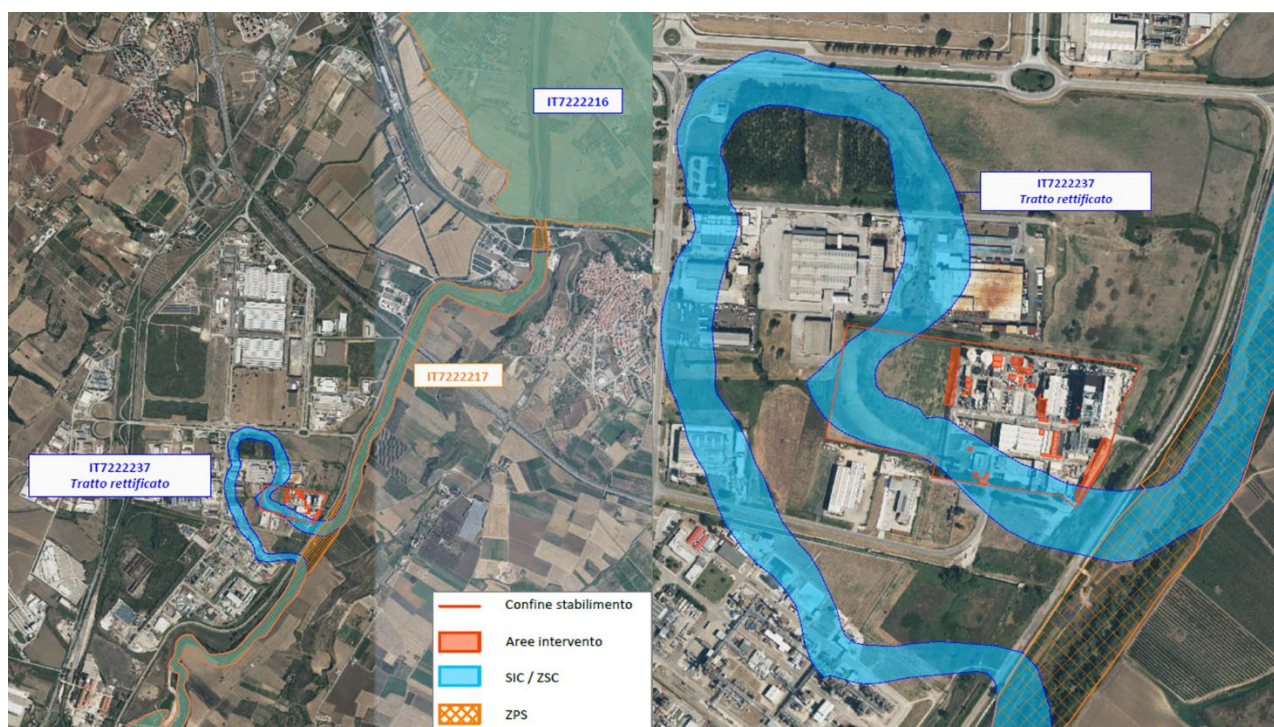 IT7222216
IT7222217
IT7222237
Tratto rettificato
Confine stabilimento
Aree intervento
SIC / ZSC
ZPS
IT7222237
Tratto rettificato